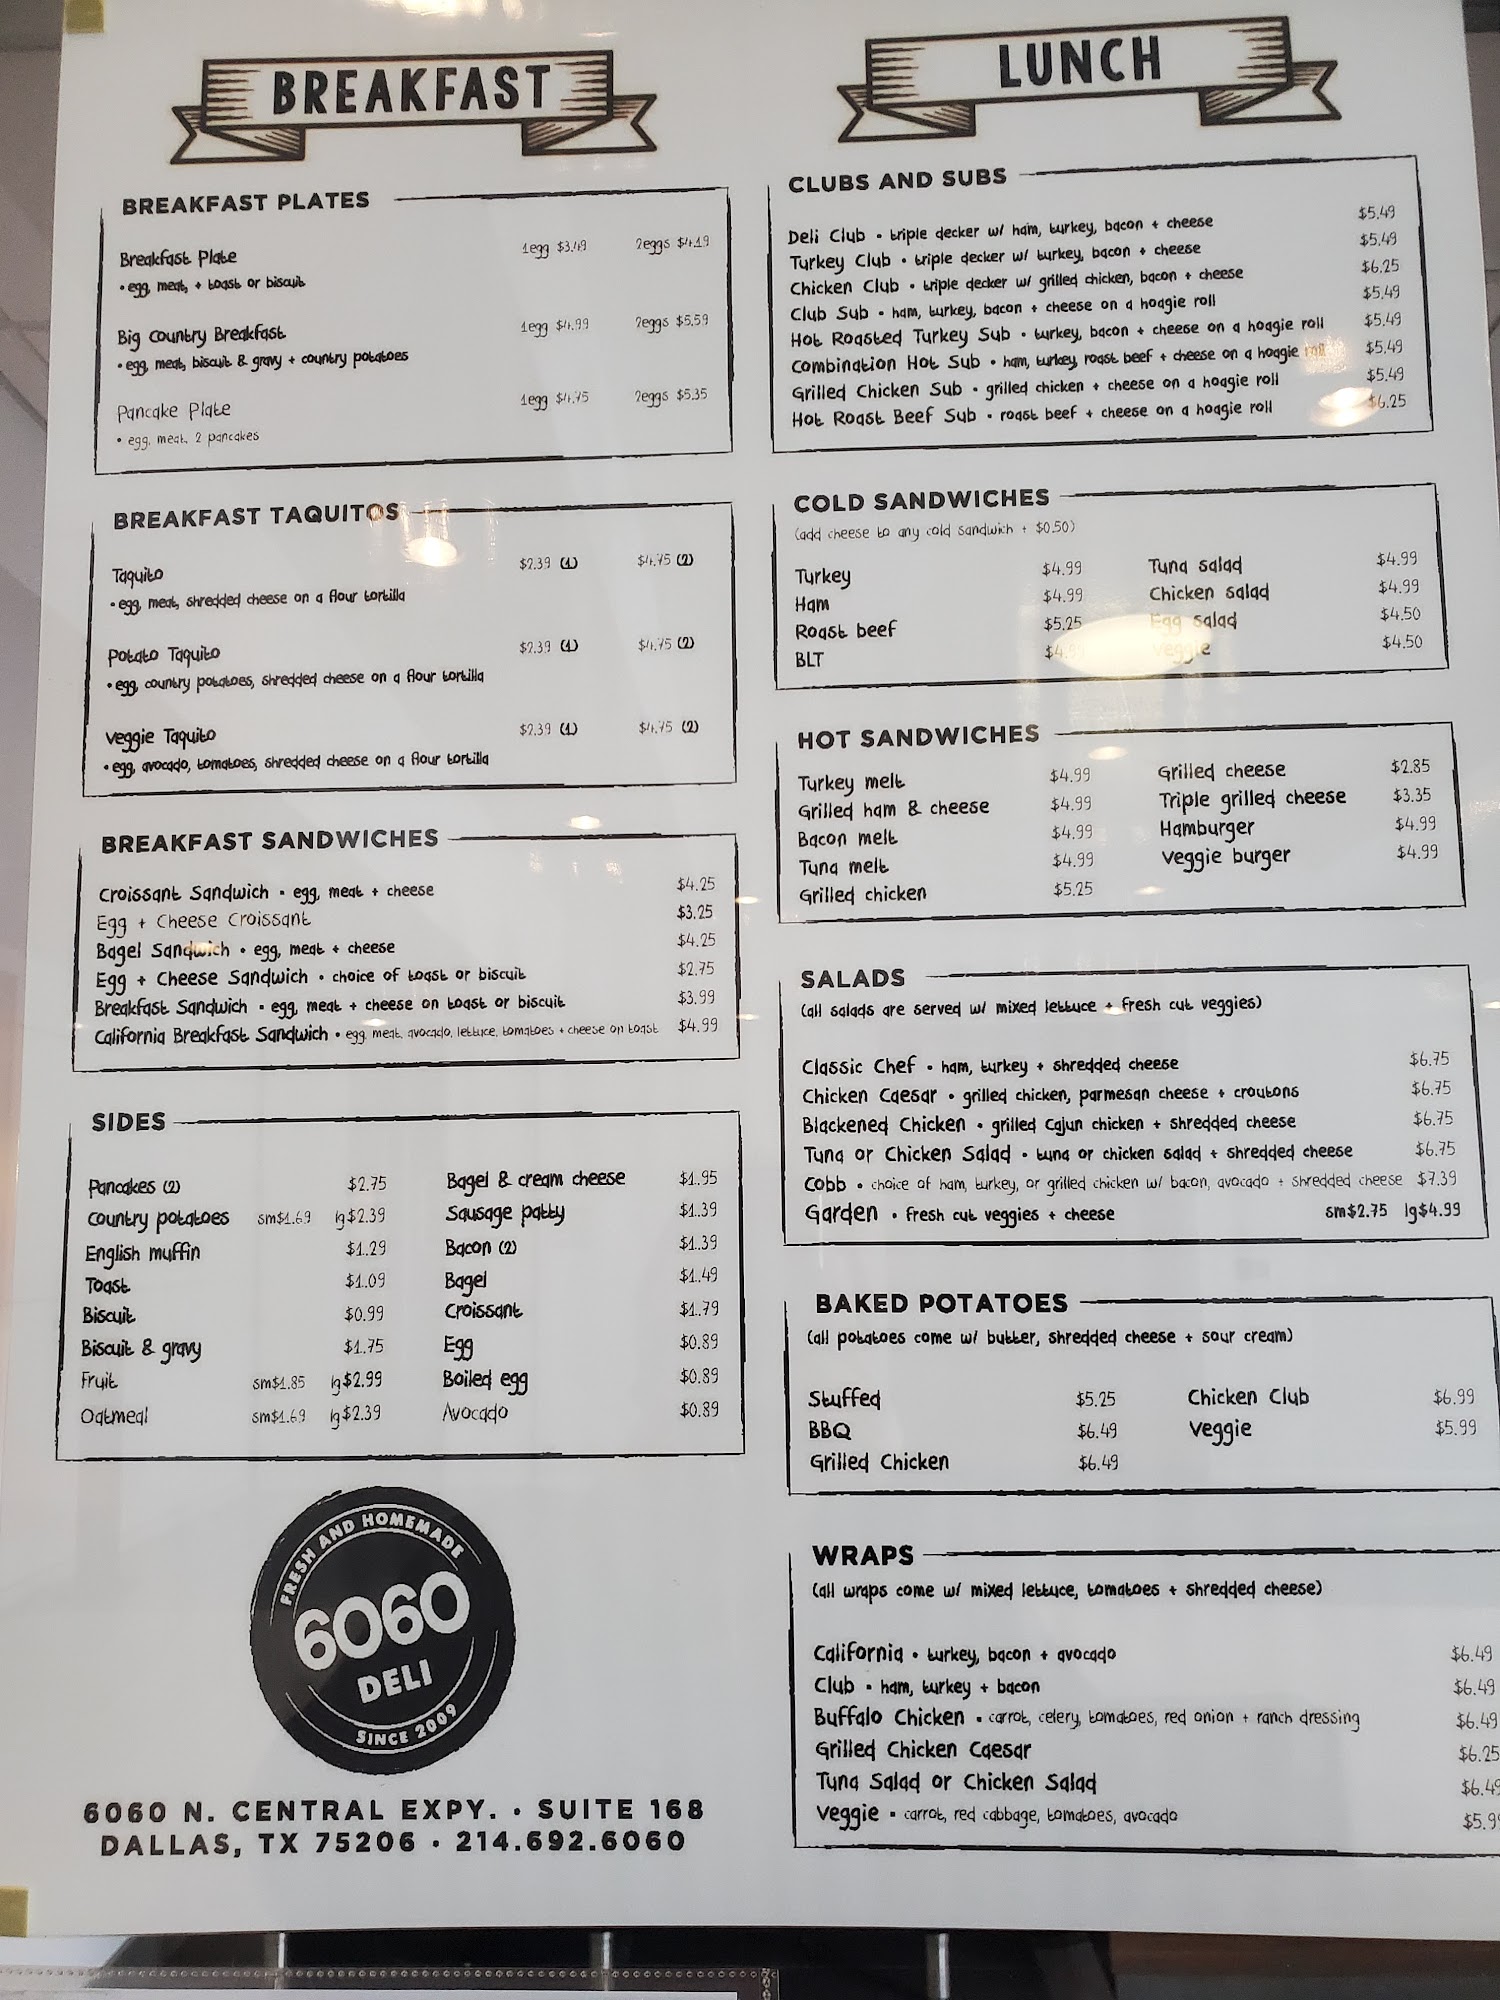 BREAKFAST
BREAKFAST PLATES
Breakfast Plate 1egg $3.49 2eggs $4.19
• egg, meat, + toast or biscuit
Big Country Breakfast 1egg $4.99 2eggs $5.59
• egg, meat, biscuit & gravy + country potatoes
Pancake Plate 1egg $4.75 2eggs $5.35
• egg, meat, 2 pancakes
BREAKFAST TAQUITOS
Taquito $2.39 (1) $4.75 (2)
• egg, meat, shredded cheese on a flour tortilla
Potato Taquito $2.39 (1) $4.75 (2)
• egg, country potatoes, shredded cheese on a flour tortilla
Veggie Taquito $2.39 (1) $4.75 (2)
• egg, avocado, tomatoes, shredded cheese on a flour tortilla
BREAKFAST SANDWICHES
Croissant Sandwich • egg, meat + cheese $4.25
Egg + Cheese Croissant $3.25
Bagel Sandwich • egg, meat + cheese $4.25
Egg + Cheese Sandwich • choice of toast or biscuit $2.75
Breakfast Sandwich • egg, meat + cheese on toast or biscuit $3.99
California Breakfast Sandwich • egg, meat, avocado, lettuce, tomatoes + cheese on toast $4.99
SIDES
Pancakes (2) $2.75 Bagel & cream cheese $1.95
Country potatoes sm$1.69 lg$2.39 Sausage patty $1.39
English muffin $1.29 Bacon (2) $1.39
Toast $1.09 Bagel $1.49
Biscuit $0.99 Croissant $1.79
Biscuit & gravy $1.75 Egg $0.89
Fruit sm$1.85 lg$2.99 Boiled egg $0.89
Oatmeal sm$1.69 lg$2.39 Avocado $0.89
FRESH AND HOMEMADE
6060
DELI
SINCE 2009
6060 N. CENTRAL EXPY. • SUITE 168
DALLAS, TX 75206 • 214.692.6060
LUNCH
CLUBS AND SUBS
Deli Club • triple decker w/ ham, turkey, bacon + cheese $5.49
Turkey Club • triple decker w/ turkey, bacon + cheese $5.49
Chicken Club • triple decker w/ grilled chicken, bacon + cheese $6.25
Club Sub • ham, turkey, bacon + cheese on a hoagie roll $5.49
Hot Roasted Turkey Sub • turkey, bacon + cheese on a hoagie roll $5.49
Combination Hot Sub • ham, turkey, roast beef + cheese on a hoagie roll $5.49
Grilled Chicken Sub • grilled chicken + cheese on a hoagie roll $5.49
Hot Roast Beef Sub • roast beef + cheese on a hoagie roll $6.25
COLD SANDWICHES
(add cheese to any cold sandwich + $0.50)
Turkey $4.99 Tuna salad $4.99
Ham $4.99 Chicken salad $4.99
Roast beef $5.25 Egg salad $4.50
BLT $4.99 Veggie $4.50
HOT SANDWICHES
Turkey melt $4.99 Grilled cheese $2.85
Grilled ham & cheese $4.99 Triple grilled cheese $3.35
Bacon melt $4.99 Hamburger $4.99
Tuna melt $4.99 Veggie burger $4.99
Grilled chicken $5.25
SALADS
(all salads are served w/ mixed lettuce + fresh cut veggies)
Classic Chef • ham, turkey + shredded cheese $6.75
Chicken Caesar • grilled chicken, parmesan cheese + croutons $6.75
Blackened Chicken • grilled Cajun chicken + shredded cheese $6.75
Tuna or Chicken Salad • tuna or chicken salad + shredded cheese $6.75
Cobb • choice of ham, turkey, or grilled chicken w/ bacon, avocado + shredded cheese $7.39
Garden • fresh cut veggies + cheese sm$2.75 lg$4.99
BAKED POTATOES
(all potatoes come w/ butter, shredded cheese + sour cream)
Stuffed $5.25 Chicken Club $6.99
BBQ $6.49 Veggie $5.99
Grilled Chicken $6.49
WRAPS
(all wraps come w/ mixed lettuce, tomatoes + shredded cheese)
California • turkey, bacon + avocado $6.49
Club • ham, turkey + bacon $6.49
Buffalo Chicken • carrot, celery, tomatoes, red onion + ranch dressing $6.49
Grilled Chicken Caesar $6.25
Tuna Salad or Chicken Salad $6.49
Veggie • carrot, red cabbage, tomatoes, avocado